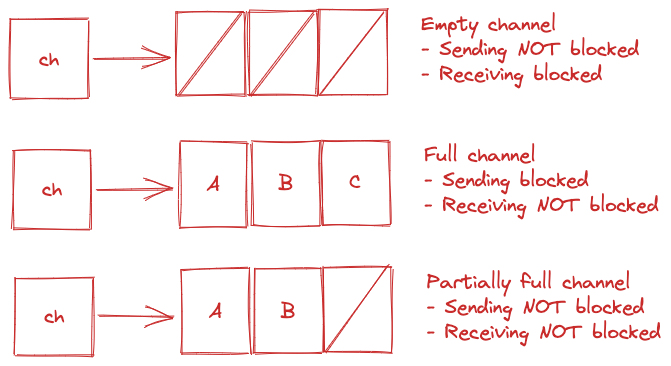 ch
Empty channel
- Sending NOT blocked
- Receiving blocked
ch
A
B
C
Full channel
- Sending blocked
- Receiving NOT blocked
ch
A
B
Partially full channel
- Sending NOT blocked
- Receiving NOT blocked